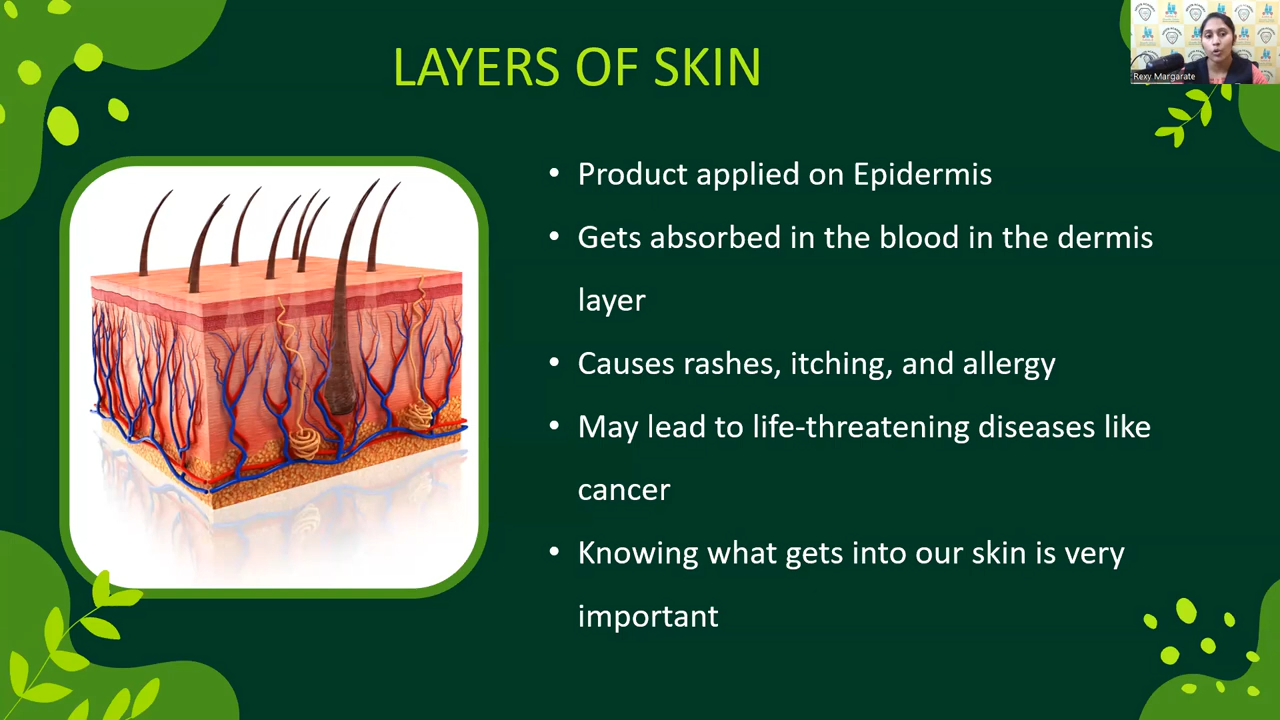 LAYERS OF SKIN
Rexy Margarate
• Product applied on Epidermis
• Gets absorbed in the blood in the dermis
layer
• Causes rashes, itching, and allergy
• May lead to life-threatening diseases like
cancer
• Knowing what gets into our skin is very
important